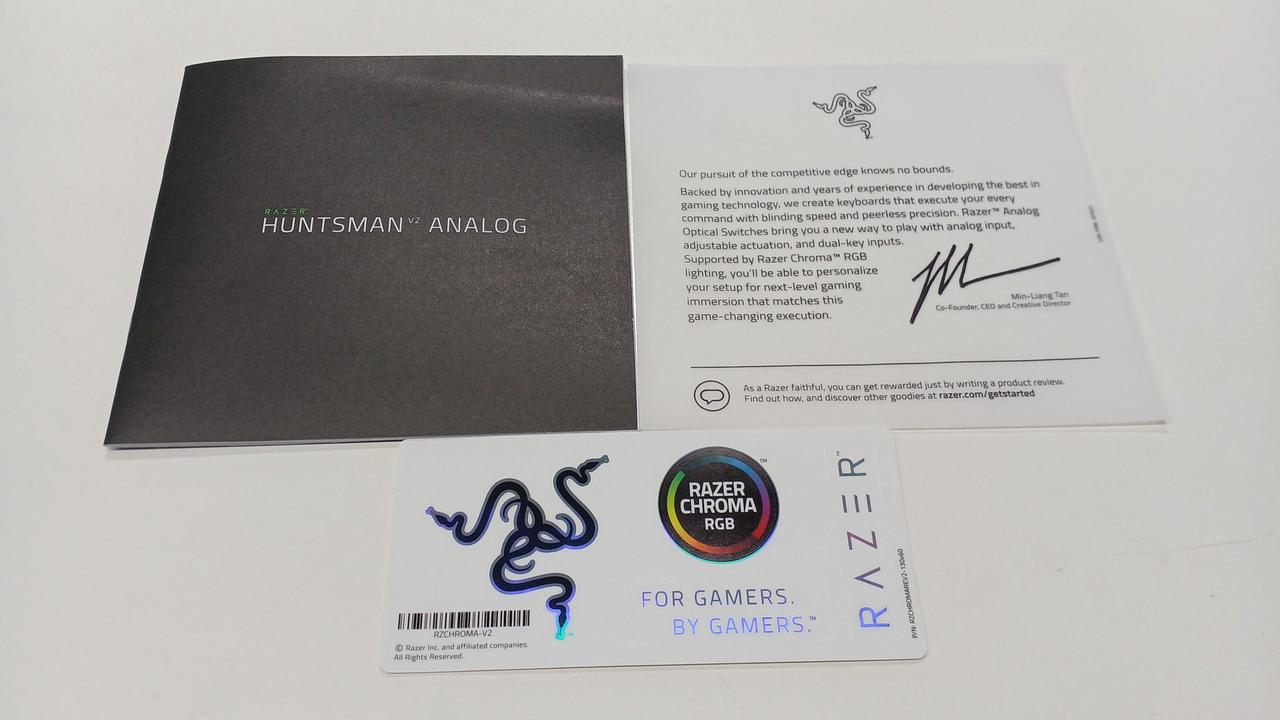 RAZER™
HUNTSMAN V2 ANALOG
Our pursuit of the competitive edge knows no bounds.
Backed by innovation and years of experience in developing the best in
gaming technology, we create keyboards that execute your every
command with blinding speed and peerless precision. Razer™ Analog
Optical Switches bring you a new way to play with analog input,
adjustable actuation, and dual-key inputs.
Supported by Razer Chroma™ RGB
lighting, you'll be able to personalize
your setup for next-level gaming
immersion that matches this
game-changing execution.
Min-Liang Tan
Co-Founder, CEO and Creative Director
As a Razer faithful, you can get rewarded just by writing a product review.
Find out how, and discover other goodies at razer.com/getstarted
RAZER
CHROMA
RGB
™
FOR GAMERS.
BY GAMERS.™
RAZER™
P/N: RZCHROMAREV2-130x60
RZCHROMA-V2
© Razer Inc. and affiliated companies.
All Rights Reserved.